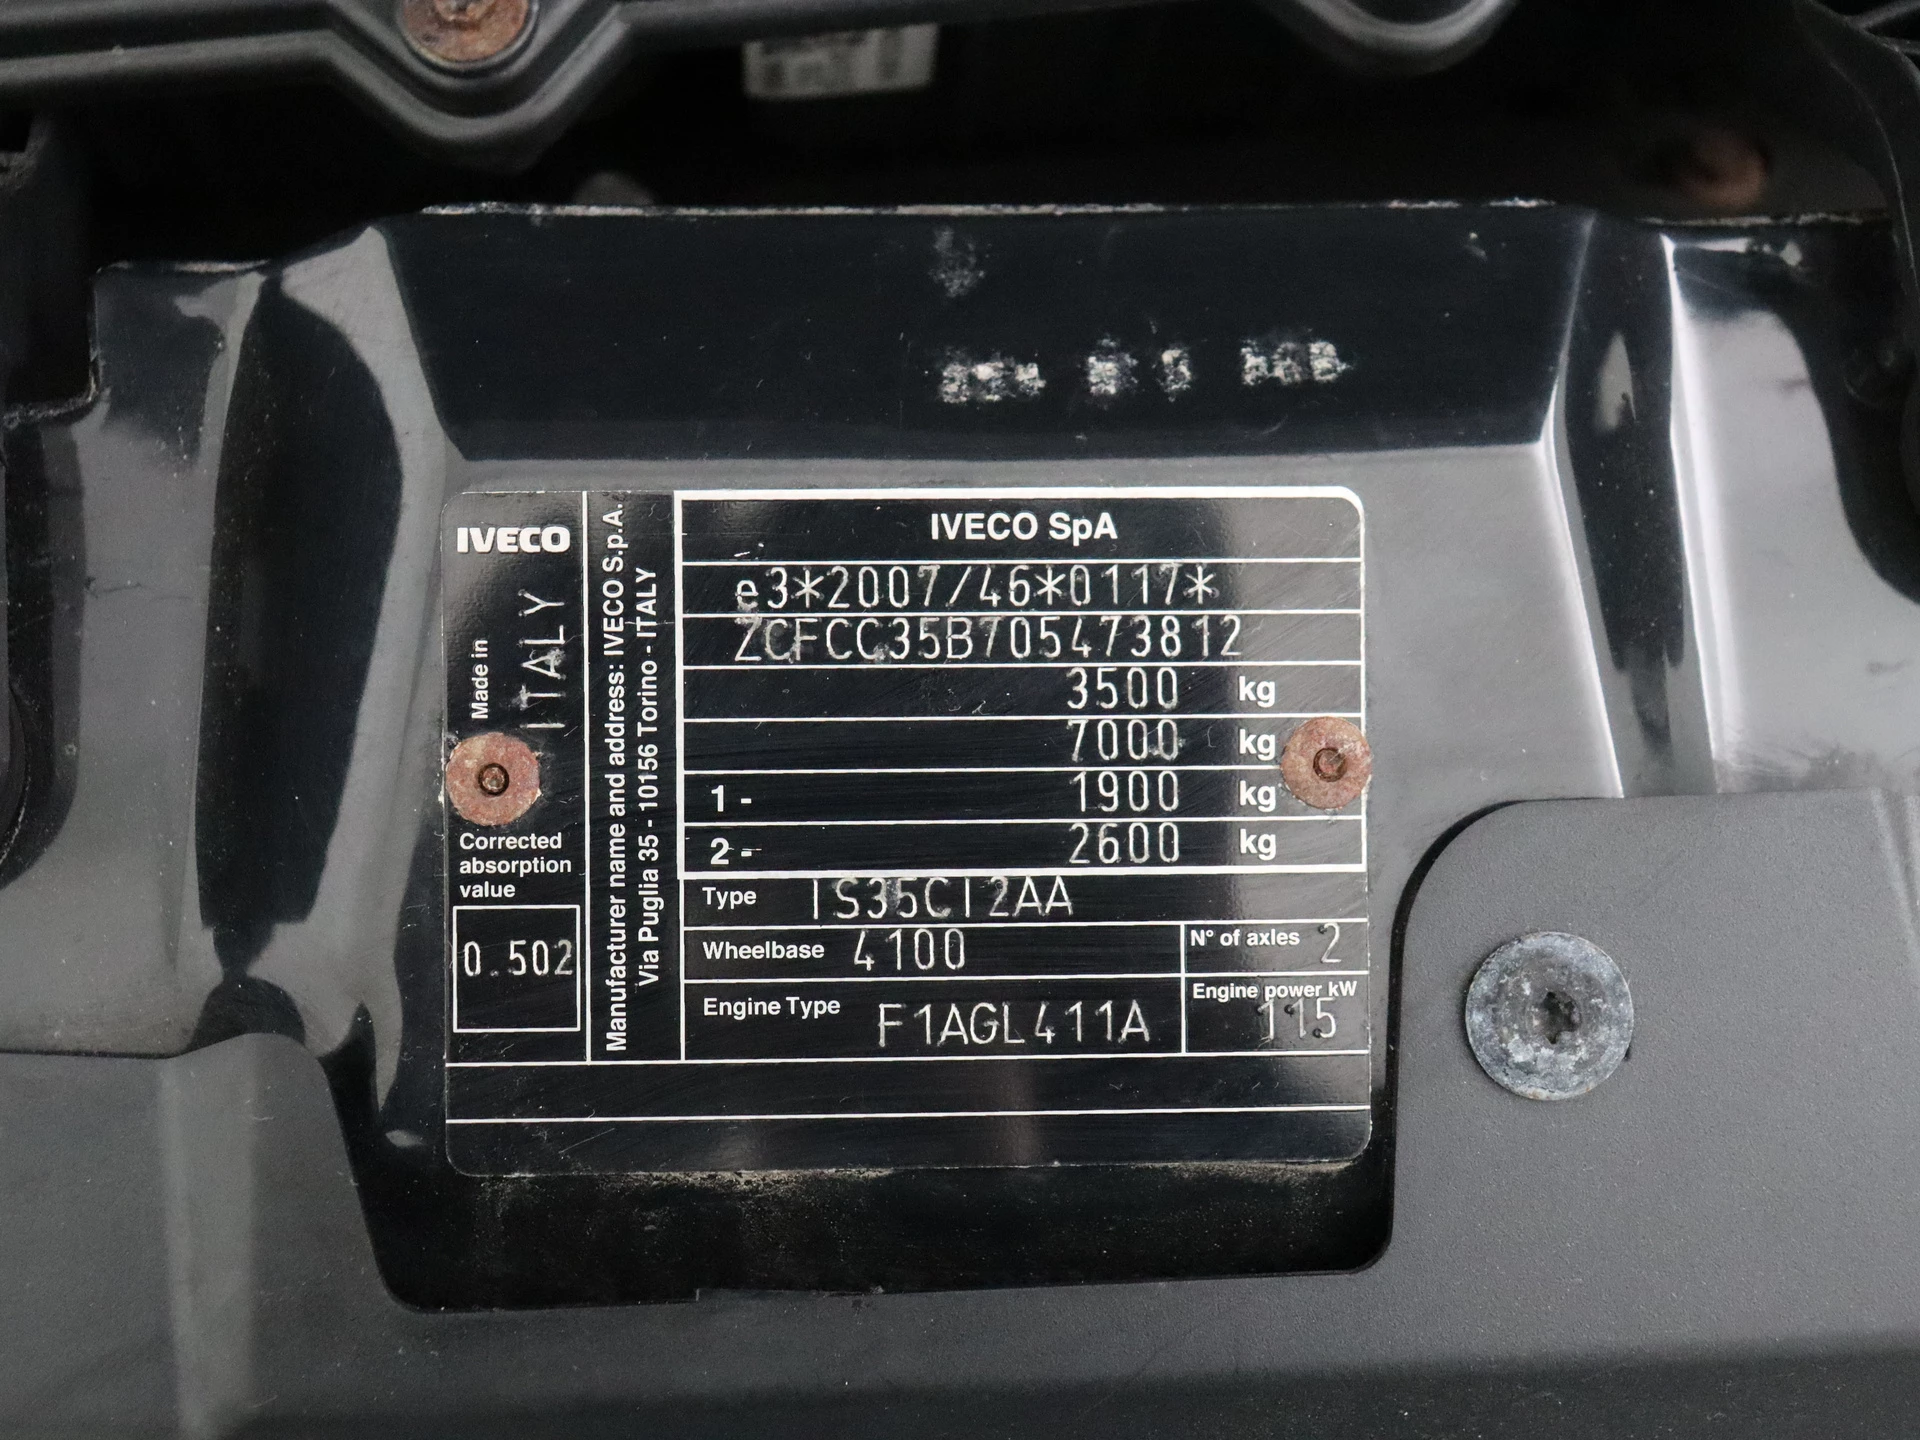 IVECO
Made in
ITALY
Corrected
absorption
value
0.502
Manufacturer name and address: IVECO S.p.A.
Via Puglia 35 - 10156 Torino - ITALY
IVECO SpA
e3*2007/46*0117*
ZCFCC35B705473812
3500 kg
7000 kg
1- 1900 kg
2- 2600 kg
Type IS35CI2AA
Wheelbase 4100
N° of axles 2
Engine Type F1AGL411A
Engine power kW
115